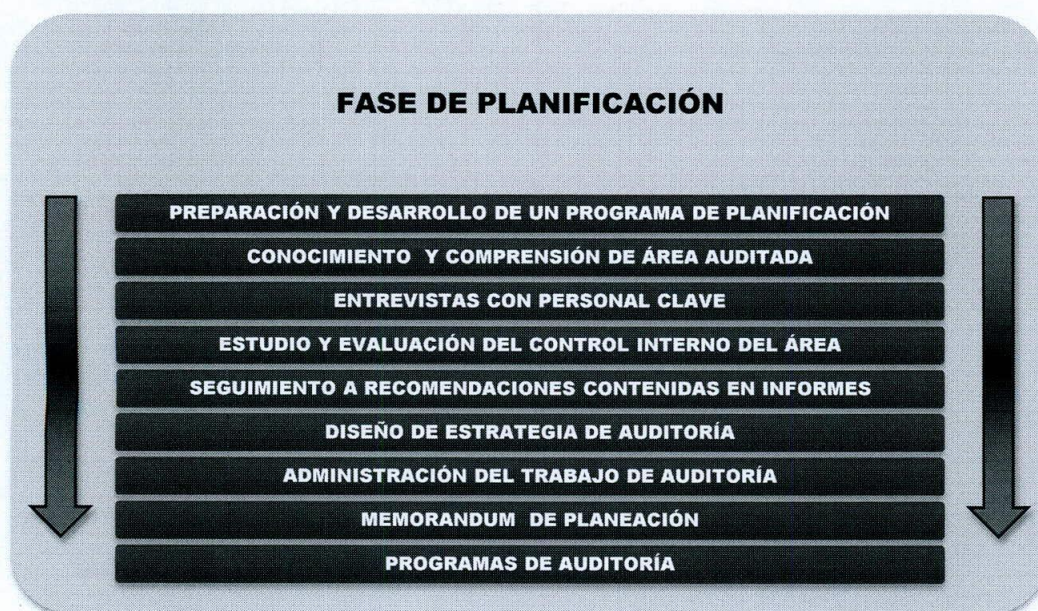 FASE DE PLANIFICACIÓN
PREPARACIÓN Y DESARROLLO DE UN PROGRAMA DE PLANIFICACIÓN
CONOCIMIENTO Y COMPRENSIÓN DE ÁREA AUDITADA
ENTREVISTAS CON PERSONAL CLAVE
ESTUDIO Y EVALUACIÓN DEL CONTROL INTERNO DEL ÁREA
SEGUIMIENTO A RECOMENDACIONES CONTENIDAS EN INFORMES
DISEÑO DE ESTRATEGIA DE AUDITORÍA
ADMINISTRACIÓN DEL TRABAJO DE AUDITORÍA
MEMORANDUM DE PLANEACIÓN
PROGRAMAS DE AUDITORÍA